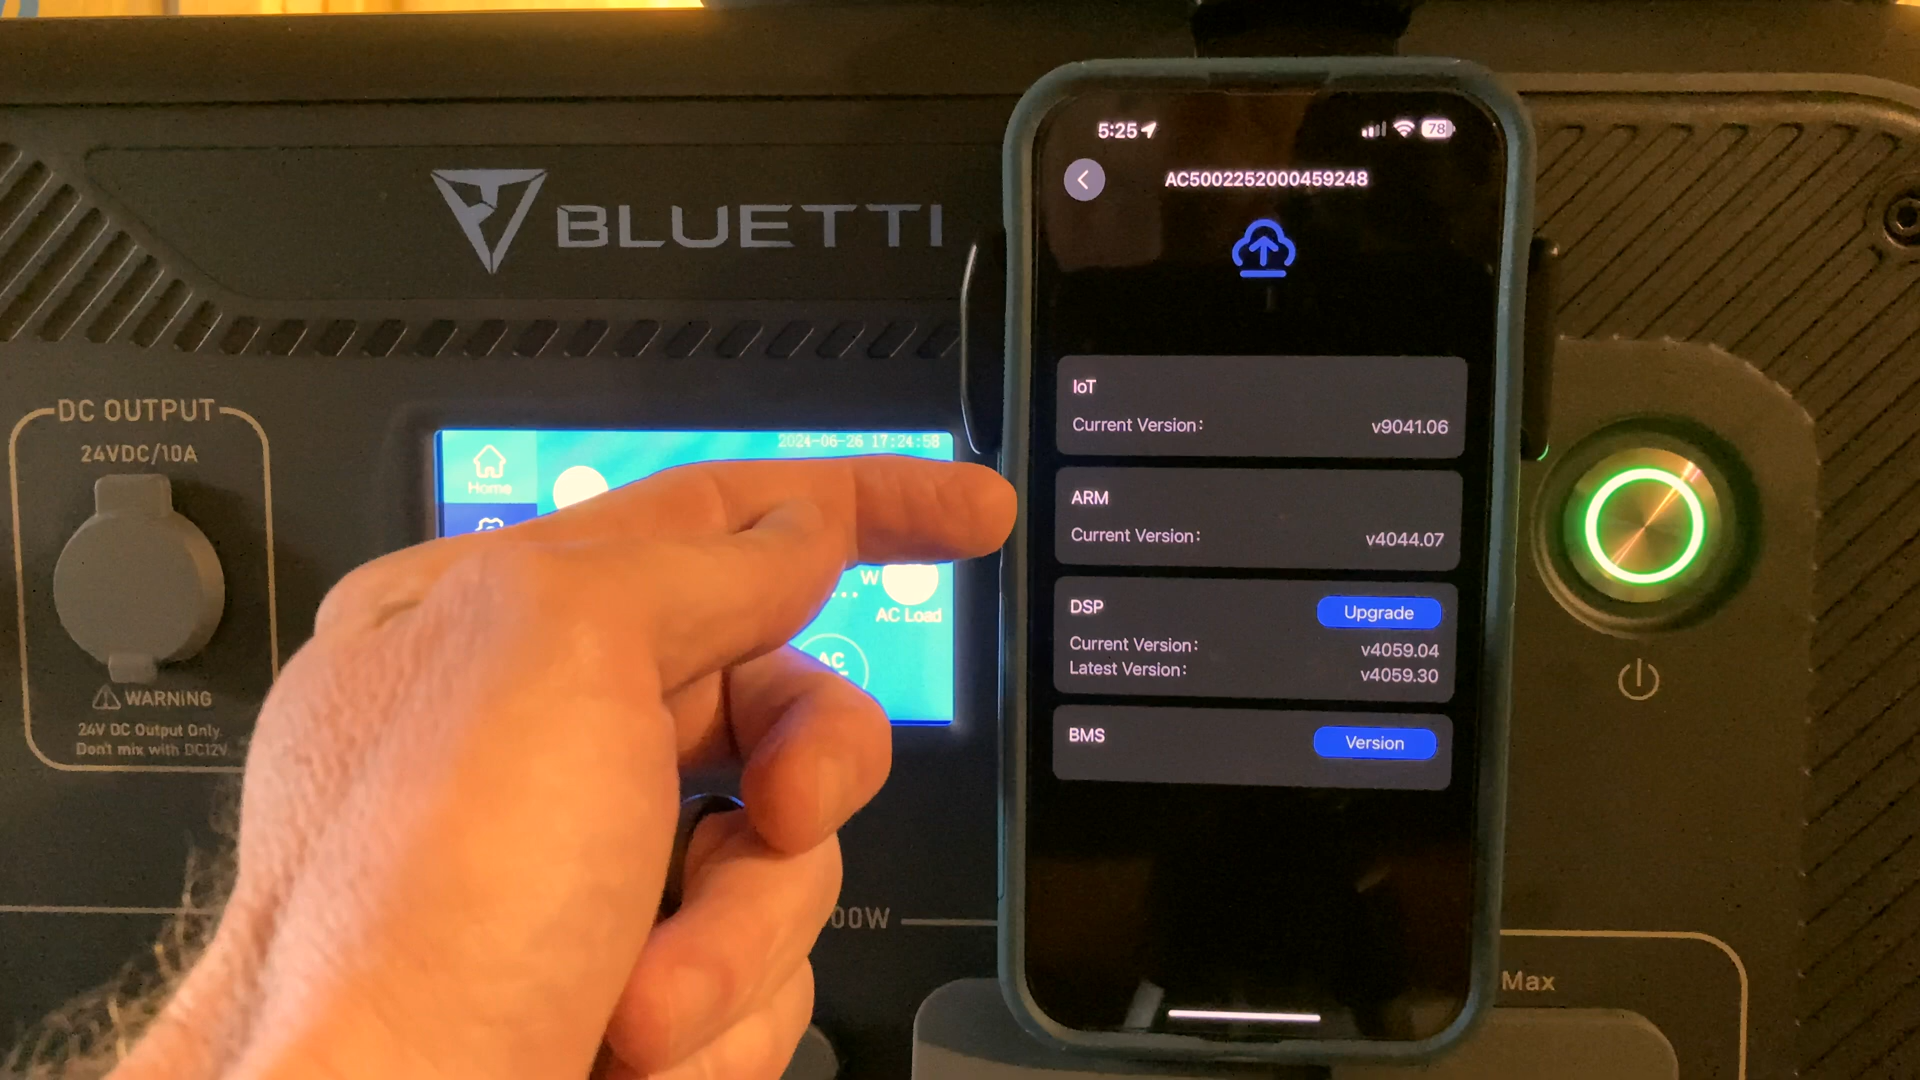 BLUETTI
DC OUTPUT
24VDC/10A
WARNING
24V DC Output Only.
Don't mix with DC12V.
2024-06-26 17:24:58
Home
W
AC Load
AC
00W
5:25
78
AC5002252000459248
IoT
Current Version: v9041.06
ARM
Current Version: v4044.07
DSP Upgrade
Current Version: v4059.04
Latest Version: v4059.30
BMS Version
Max